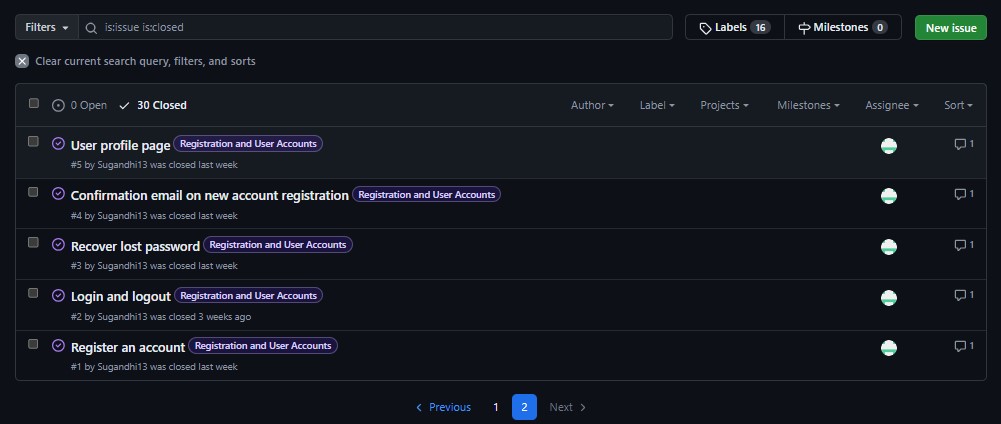 Filters is:issue is:closed Labels 16 Milestones 0 New issue
Clear current search query, filters, and sorts
0 Open 30 Closed Author Label Projects Milestones Assignee Sort
User profile page Registration and User Accounts 1
#5 by Sugandhi13 was closed last week
Confirmation email on new account registration Registration and User Accounts 1
#4 by Sugandhi13 was closed last week
Recover lost password Registration and User Accounts 1
#3 by Sugandhi13 was closed last week
Login and logout Registration and User Accounts 1
#2 by Sugandhi13 was closed 3 weeks ago
Register an account Registration and User Accounts 1
#1 by Sugandhi13 was closed last week
Previous 1 2 Next